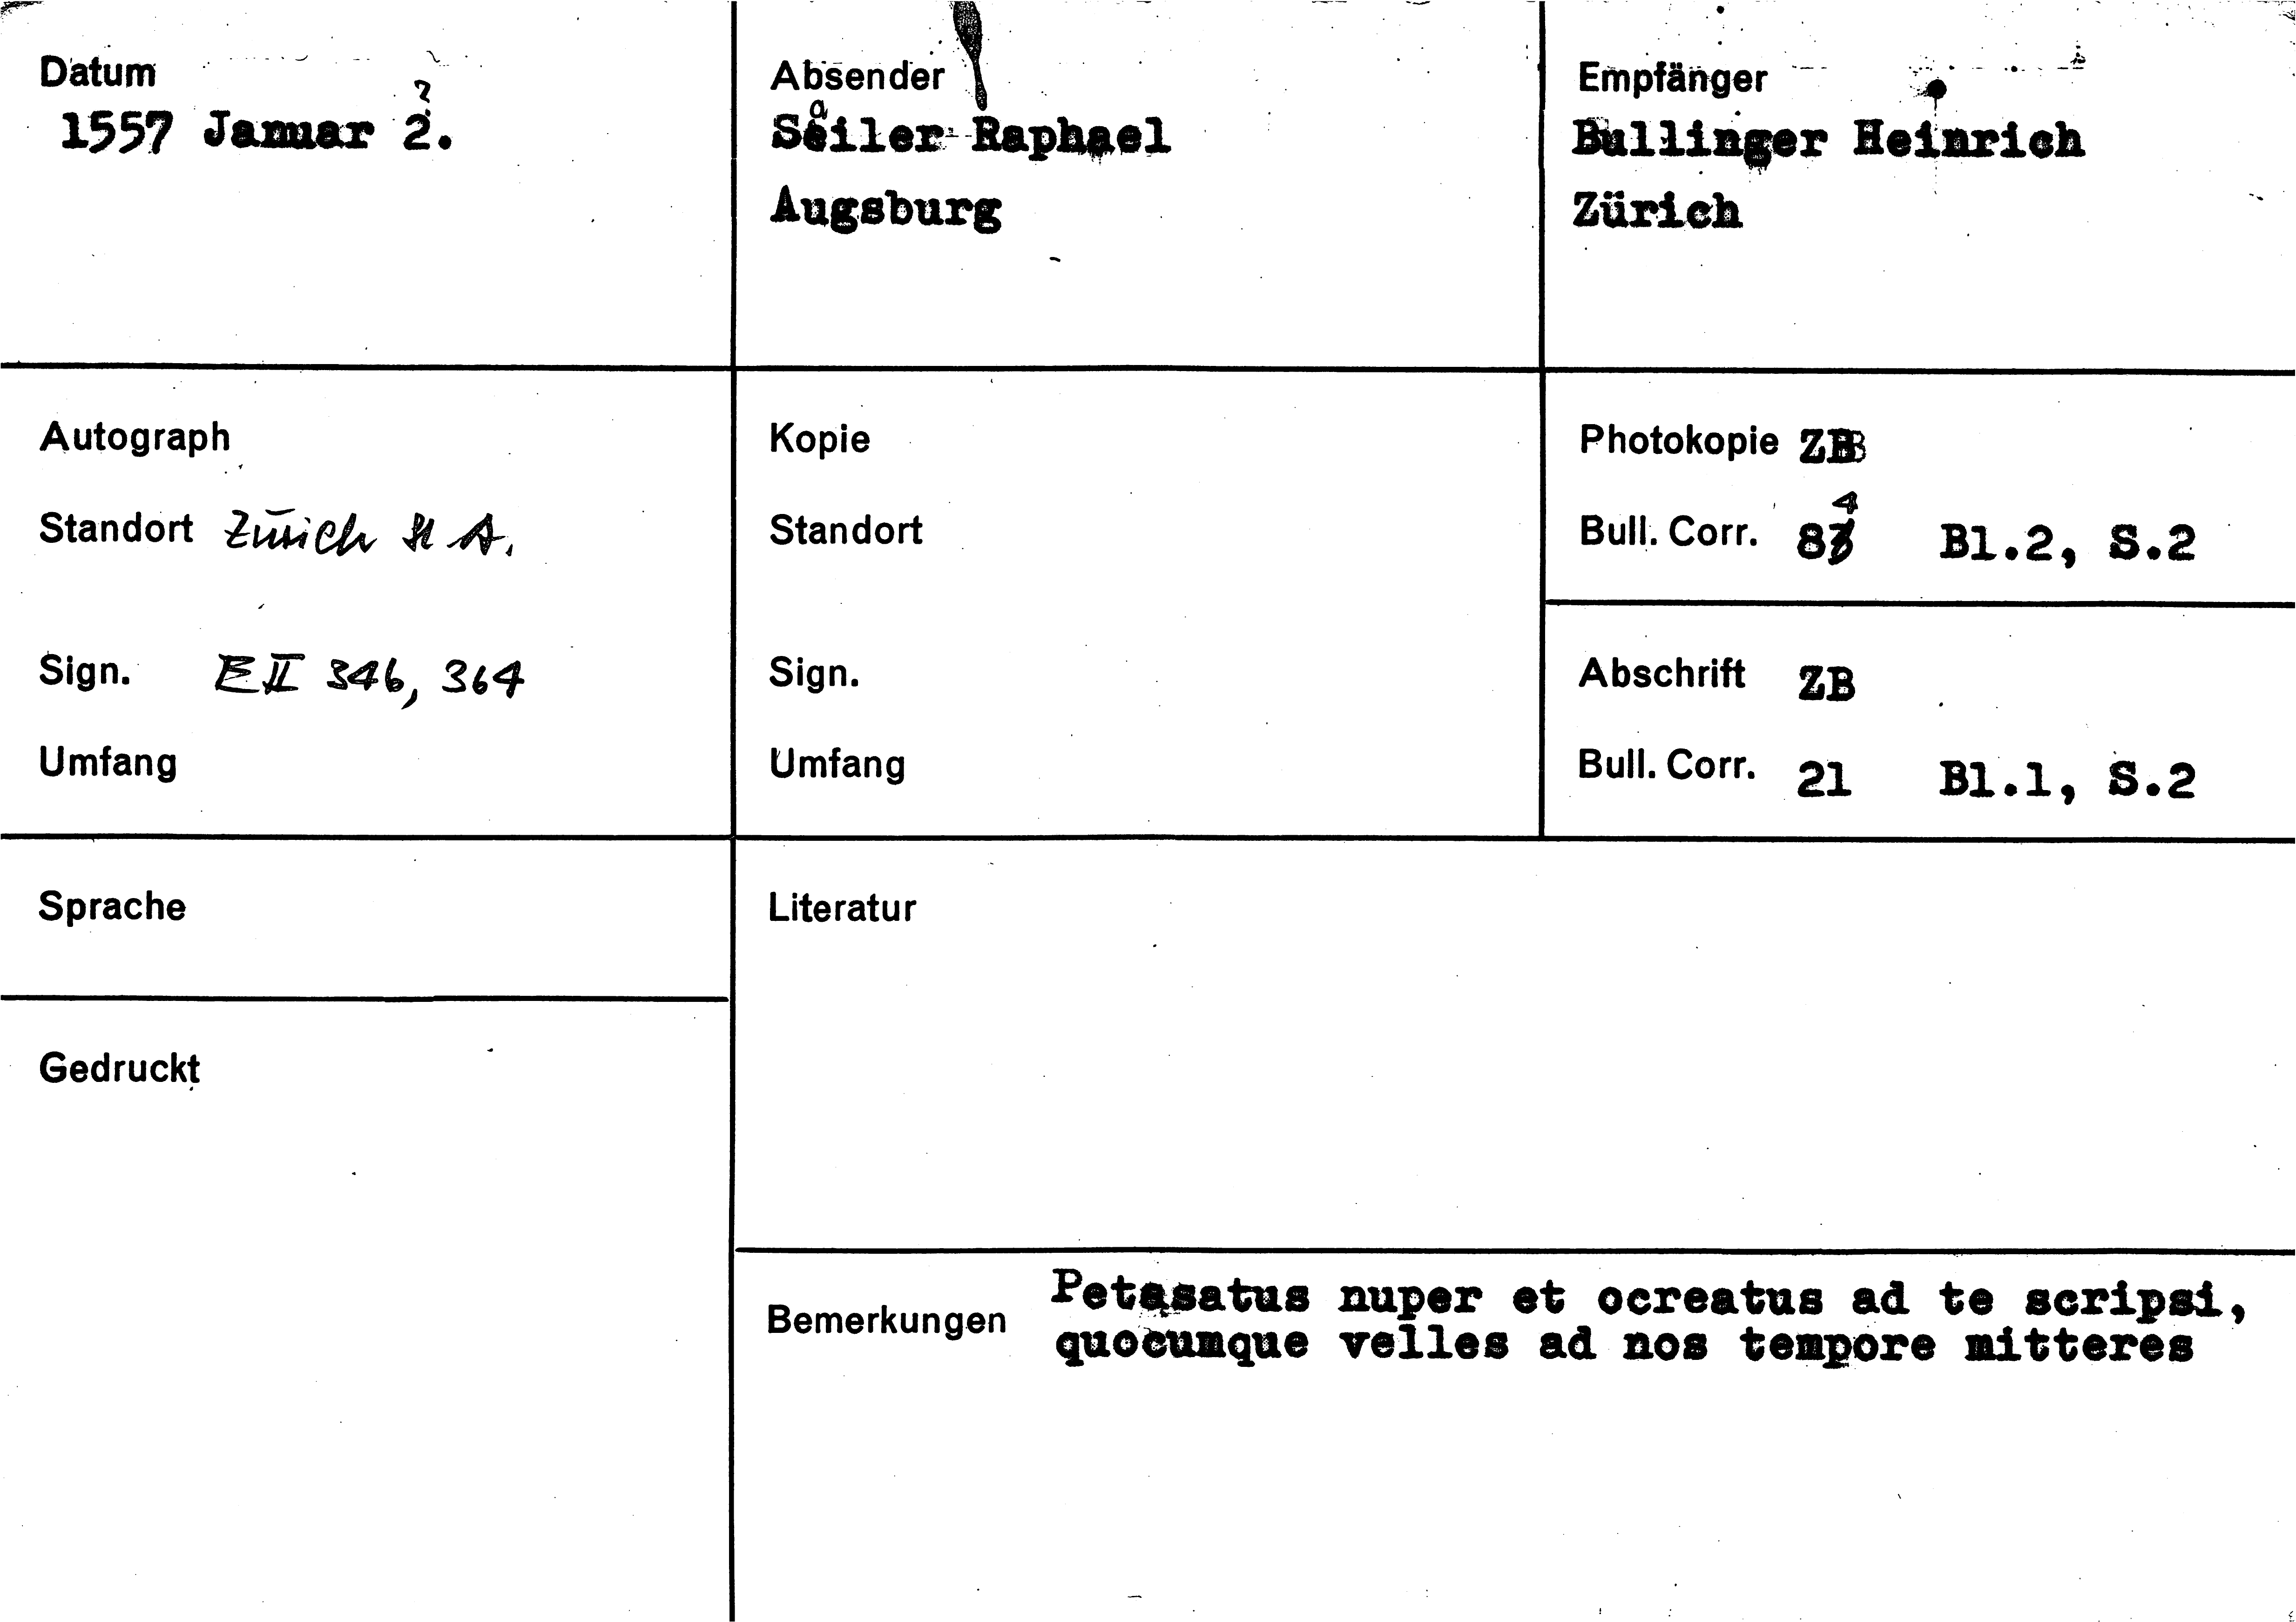 Datum
?
1557 Januar 2.
Absender
a
Seiler Raphael
Augsburg
Empfänger
Bullinger Heinrich
Zürich
Autograph
Standort Zürich St A.
Sign. E II 346, 364
Umfang
Kopie
Standort
Sign.
Umfang
Photokopie ZB
4
Bull. Corr. 83 Bl.2, S.2
Abschrift ZB
Bull. Corr. 21 Bl.1, S.2
Sprache
Gedruckt
Literatur
Bemerkungen
Petasatus nuper et ocreatus ad te scripsi,
quocumque velles ad nos tempore mitteres